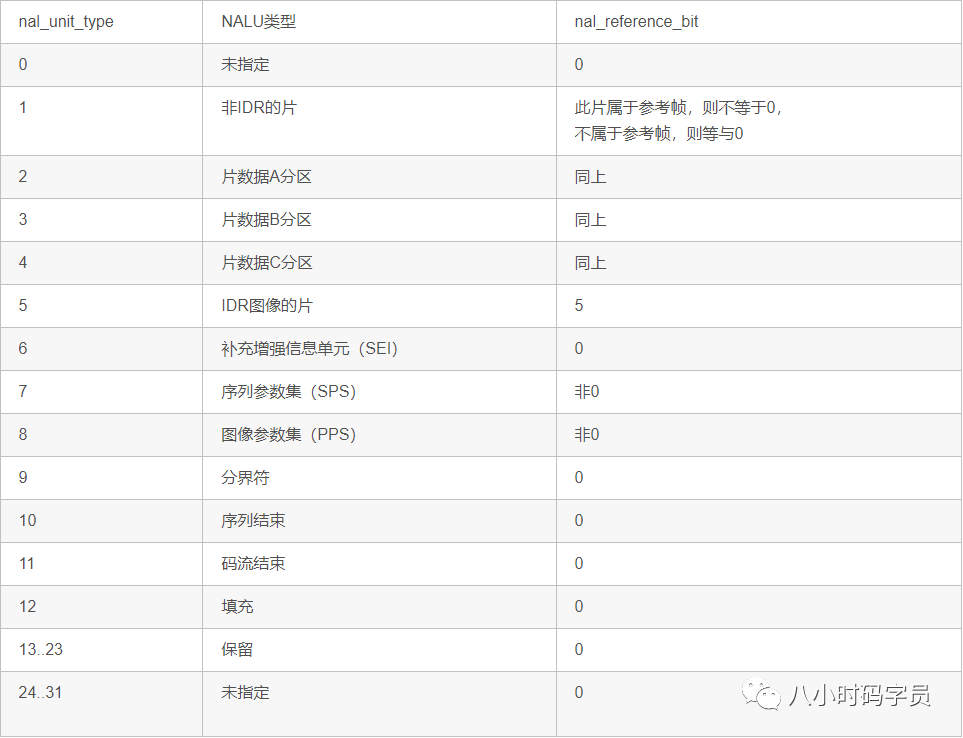 nal_unit_type NALU类型 nal_reference_bit
0 未指定 0
1 非IDR的片 此片属于参考帧，则不等于0，
不属于参考帧，则等与0
2 片数据A分区 同上
3 片数据B分区 同上
4 片数据C分区 同上
5 IDR图像的片 5
6 补充增强信息单元（SEI） 0
7 序列参数集（SPS） 非0
8 图像参数集（PPS） 非0
9 分界符 0
10 序列结束 0
11 码流结束 0
12 填充 0
13..23 保留 0
24..31 未指定 0
八小时码字员